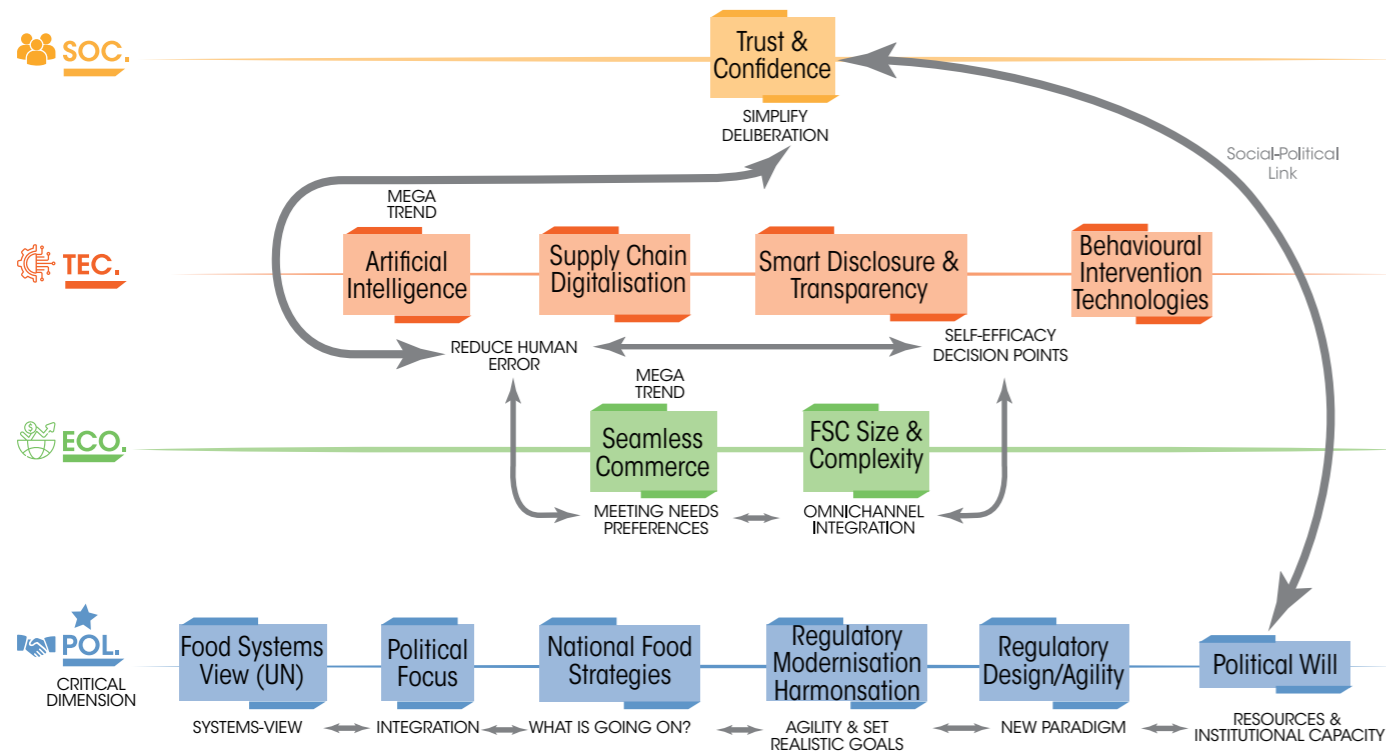 SOC.
Trust &
Confidence
SIMPLIFY
DELIBERATION
Social-Political
Link
MEGA
TREND
TEC.
Artificial
Intelligence
Supply Chain
Digitalisation
Smart Disclosure &
Transparency
Behavioural
Intervention
Technologies
REDUCE HUMAN
ERROR
SELF-EFFICACY
DECISION POINTS
MEGA
TREND
ECO.
Seamless
Commerce
FSC Size &
Complexity
MEETING NEEDS
PREFERENCES
OMNICHANNEL
INTEGRATION
POL.
CRITICAL
DIMENSION
Food Systems
View (UN)
Political
Focus
National Food
Strategies
Regulatory
Modernisation
Harmonsation
Regulatory
Design/Agility
Political Will
SYSTEMS-VIEW
INTEGRATION
WHAT IS GOING ON?
AGILITY & SET
REALISTIC GOALS
NEW PARADIGM
RESOURCES &
INSTITUTIONAL CAPACITY